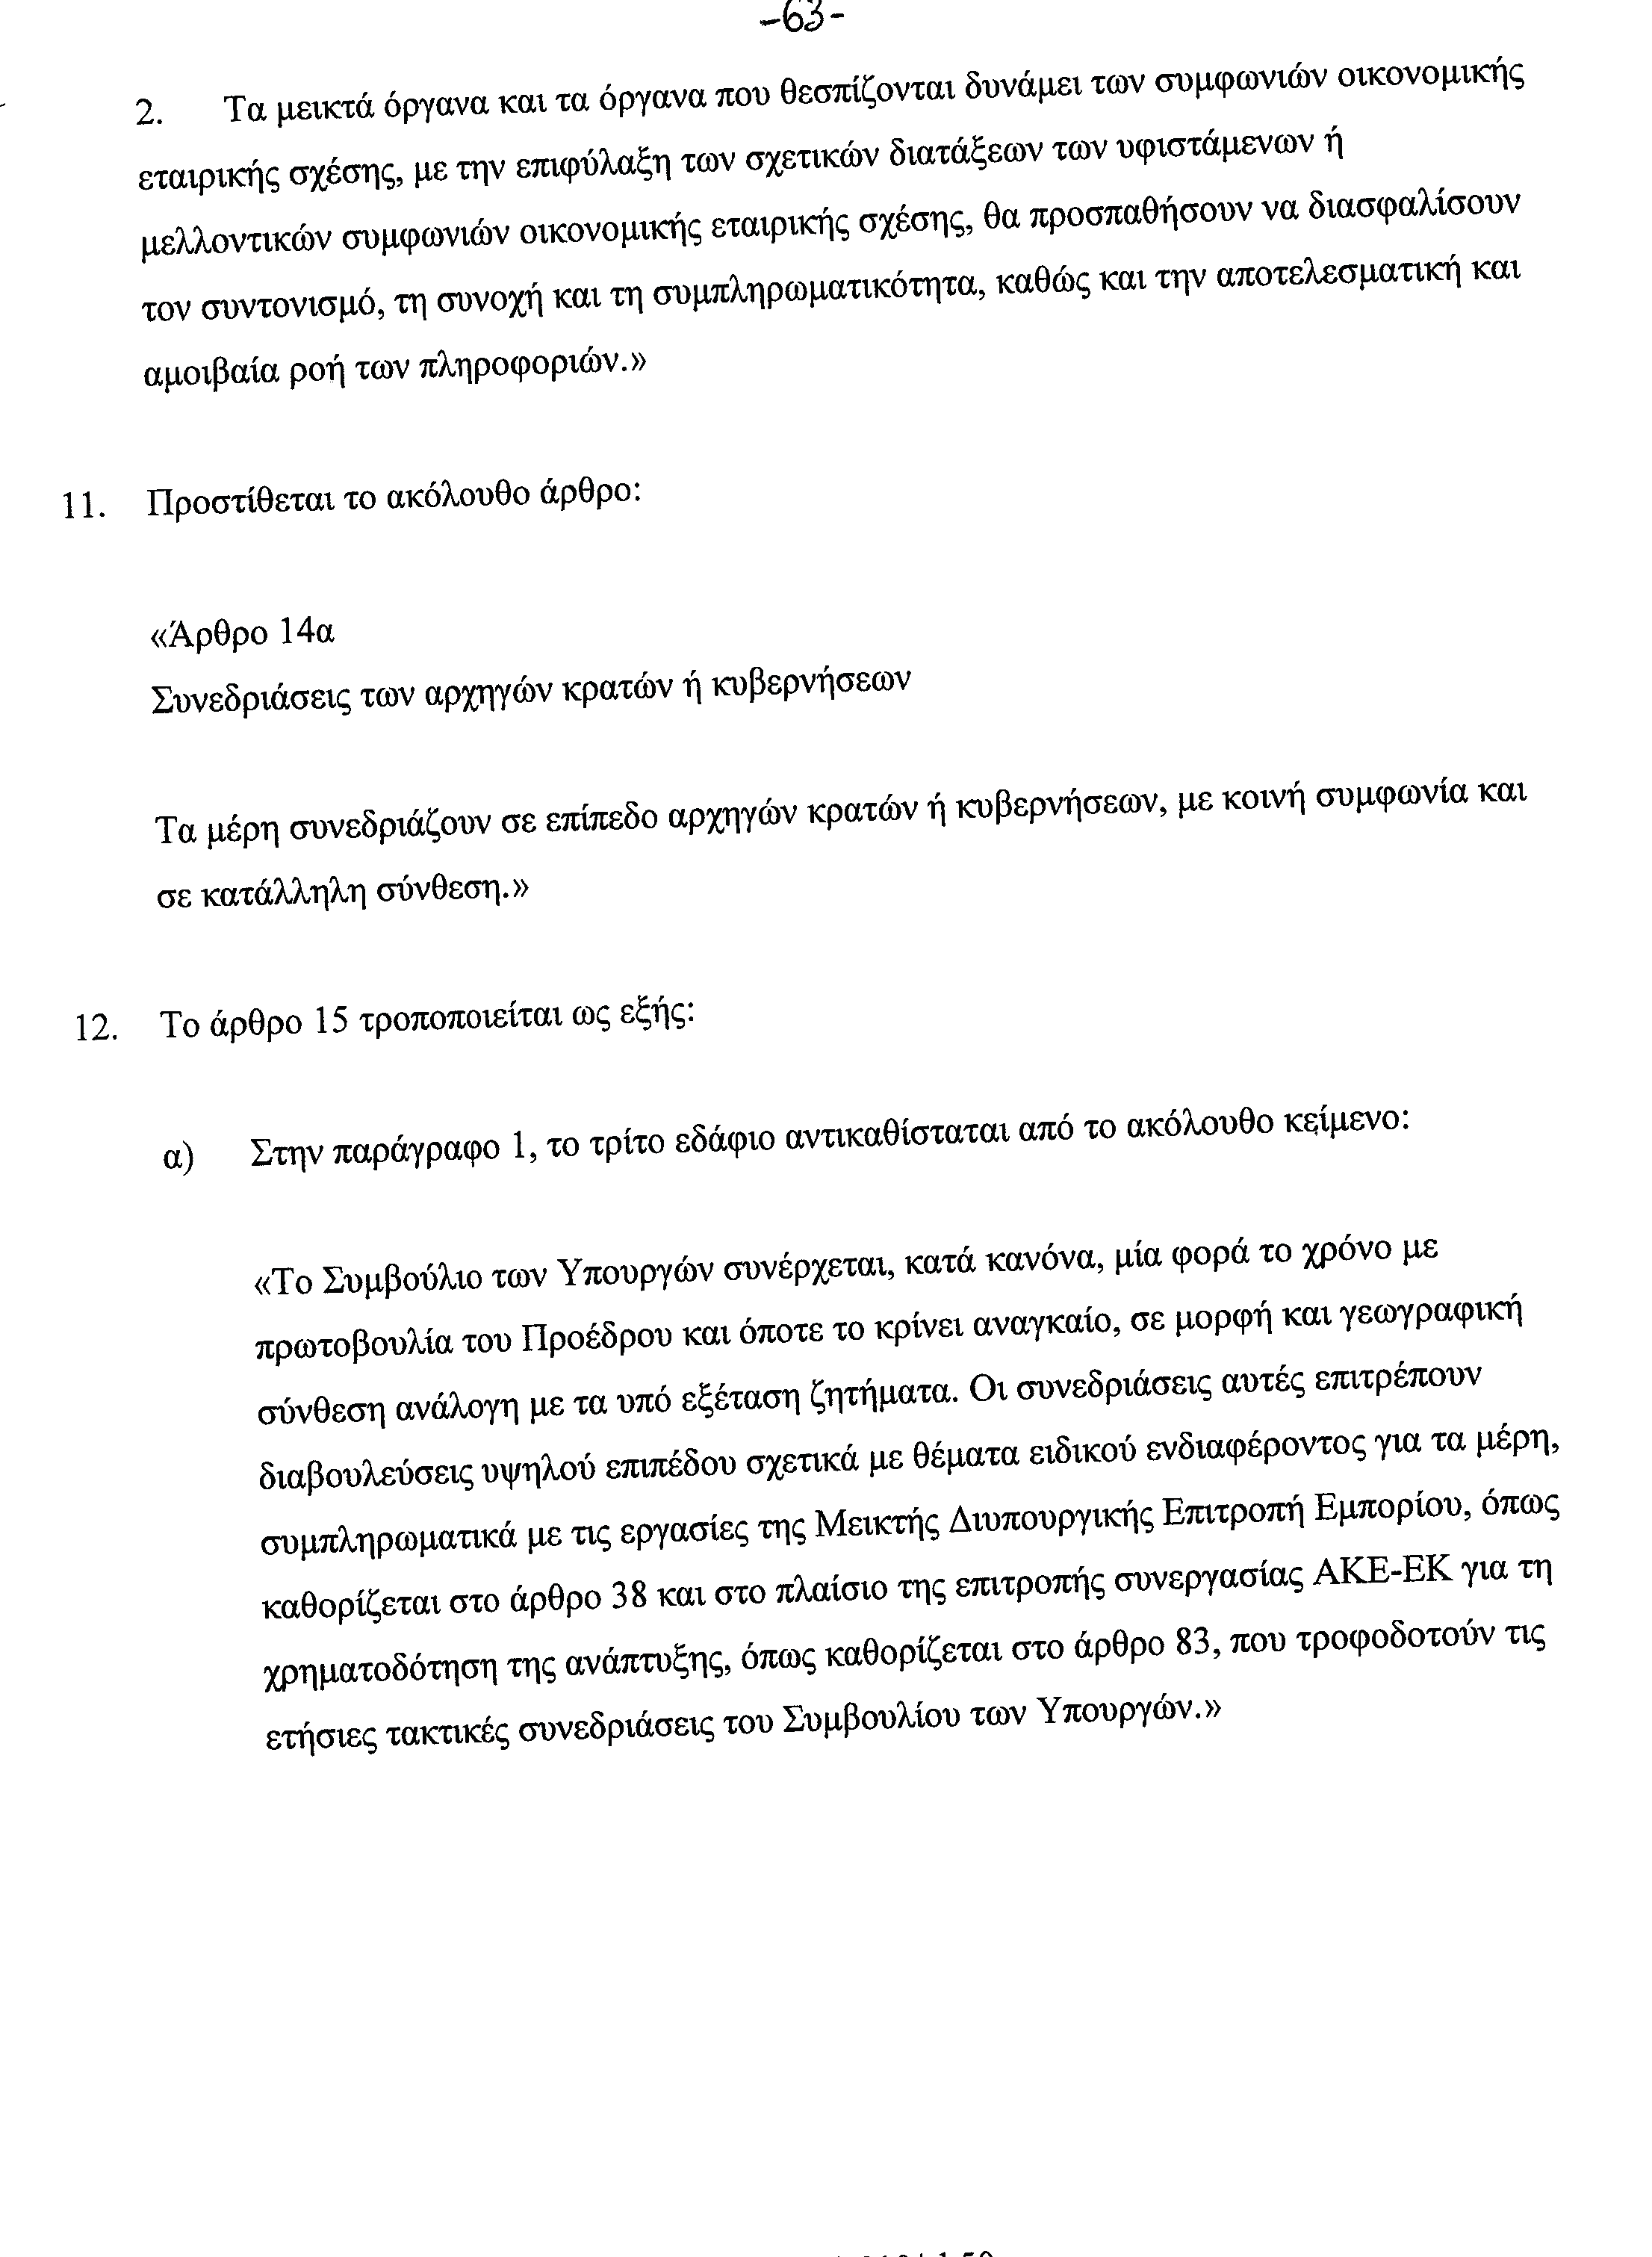 -63-
2. Τα μεικτά όργανα και τα όργανα που θεσπίζονται δυνάμει των συμφωνιών οικονομικής
εταιρικής σχέσης, με την επιφύλαξη των σχετικών διατάξεων των υφιστάμενων ή
μελλοντικών συμφωνιών οικονομικής εταιρικής σχέσης, θα προσπαθήσουν να διασφαλίσουν
τον συντονισμό, τη συνοχή και τη συμπληρωματικότητα, καθώς και την αποτελεσματική και
αμοιβαία ροή των πληροφοριών.»
11. Προστίθεται το ακόλουθο άρθρο:
«Άρθρο 14α
Συνεδριάσεις των αρχηγών κρατών ή κυβερνήσεων
Τα μέρη συνεδριάζουν σε επίπεδο αρχηγών κρατών ή κυβερνήσεων, με κοινή συμφωνία και
σε κατάλληλη σύνθεση.»
12. Το άρθρο 15 τροποποιείται ως εξής:
α) Στην παράγραφο 1, το τρίτο εδάφιο αντικαθίσταται από το ακόλουθο κείμενο:
«Το Συμβούλιο των Υπουργών συνέρχεται, κατά κανόνα, μία φορά το χρόνο με
πρωτοβουλία του Προέδρου και όποτε το κρίνει αναγκαίο, σε μορφή και γεωγραφική
σύνθεση ανάλογη με τα υπό εξέταση ζητήματα. Οι συνεδριάσεις αυτές επιτρέπουν
διαβουλεύσεις υψηλού επιπέδου σχετικά με θέματα ειδικού ενδιαφέροντος για τα μέρη,
συμπληρωματικά με τις εργασίες της Μεικτής Διυπουργικής Επιτροπή Εμπορίου, όπως
καθορίζεται στο άρθρο 38 και στο πλαίσιο της επιτροπής συνεργασίας ΑΚΕ-ΕΚ για τη
χρηματοδότηση της ανάπτυξης, όπως καθορίζεται στο άρθρο 83, που τροφοδοτούν τις
ετήσιες τακτικές συνεδριάσεις του Συμβουλίου των Υπουργών.»